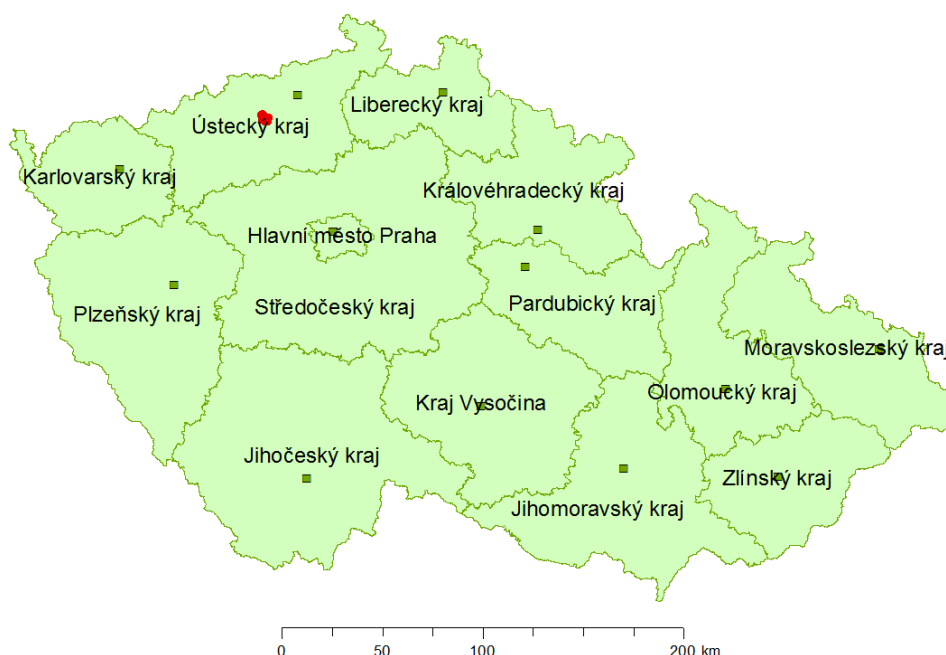 Liberecký kraj
Ústecký kraj
Karlovarský kraj
Královéhradecký kraj
Hlavní město Praha
Plzeňský kraj
Středočeský kraj
Pardubický kraj
Moravskoslezský kraj
Olomoucký kraj
Kraj Vysočina
Jihočeský kraj
Zlínský kraj
Jihomoravský kraj
0 50 100 200 km